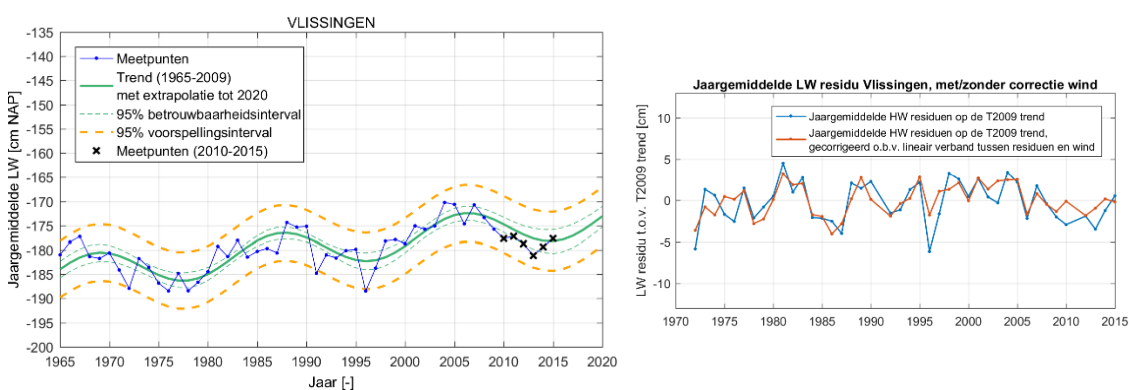 VLISSINGEN
Jaargemiddelde LW [cm NAP]
-135
-140
-145
-150
-155
-160
-165
-170
-175
-180
-185
-190
-195
-200
Meetpunten
Trend (1965-2009)
met extrapolatie tot 2020
95% betrouwbaarheidsinterval
95% voorspellingsinterval
Meetpunten (2010-2015)
1965 1970 1975 1980 1985 1990 1995 2000 2005 2010 2015 2020
Jaar [-]
Jaargemiddelde LW residu Vlissingen, met/zonder correctie wind
LW residu t.o.v. T2009 trend [cm]
10
5
0
-5
-10
Jaargemiddelde HW residuen op de T2009 trend
Jaargemiddelde HW residuen op de T2009 trend,
gecorrigeerd o.b.v. lineair verband tussen residuen en wind
1970 1975 1980 1985 1990 1995 2000 2005 2010 2015